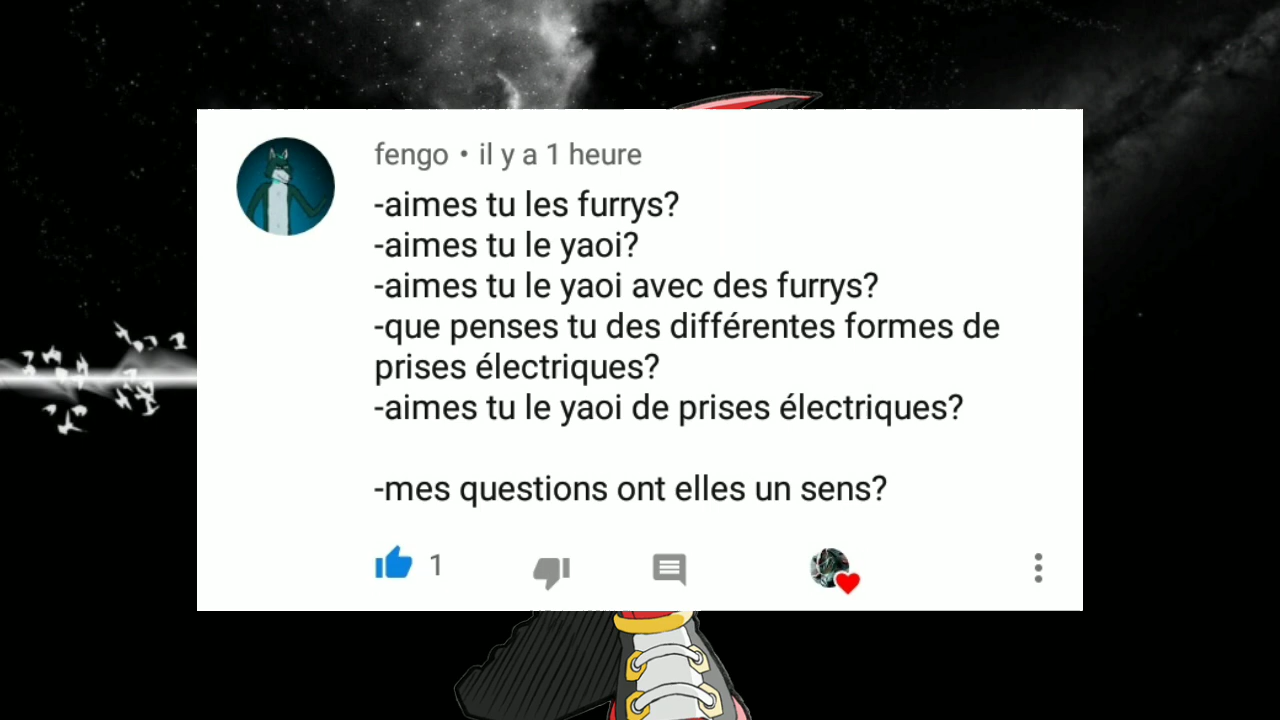 fengo • il y a 1 heure
-aimes tu les furrys?
-aimes tu le yaoi?
-aimes tu le yaoi avec des furrys?
-que penses tu des différentes formes de
prises électriques?
-aimes tu le yaoi de prises électriques?
-mes questions ont elles un sens?
1